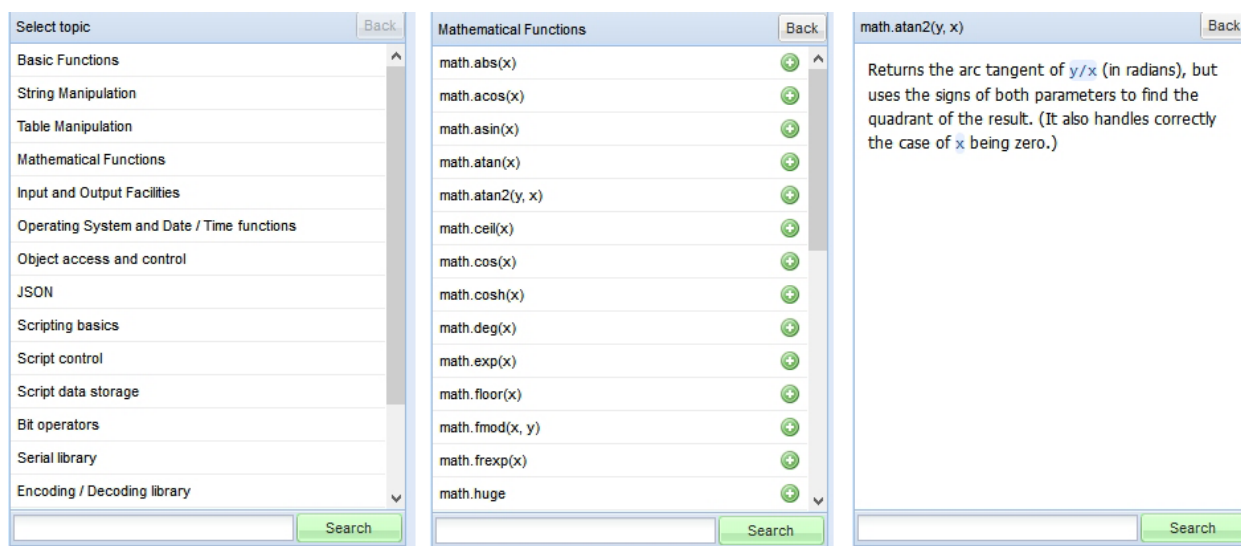 Select topic
Back
Basic Functions
String Manipulation
Table Manipulation
Mathematical Functions
Input and Output Facilities
Operating System and Date / Time functions
Object access and control
JSON
Scripting basics
Script control
Script data storage
Bit operators
Serial library
Encoding / Decoding library
Search
Mathematical Functions
Back
math.abs(x)
math.acos(x)
math.asin(x)
math.atan(x)
math.atan2(y, x)
math.ceil(x)
math.cos(x)
math.cosh(x)
math.deg(x)
math.exp(x)
math.floor(x)
math.fmod(x, y)
math.frexp(x)
math.huge
Search
math.atan2(y, x)
Back
Returns the arc tangent of y/x (in radians), but
uses the signs of both parameters to find the
quadrant of the result. (It also handles correctly
the case of x being zero.)
Search